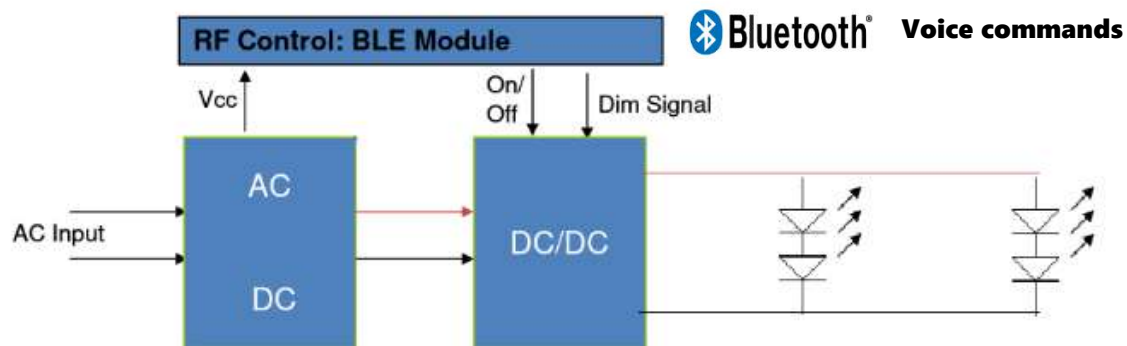 RF Control: BLE Module
Bluetooth®
Voice commands
Vcc
On/
Off
Dim Signal
AC
AC Input
DC/DC
DC